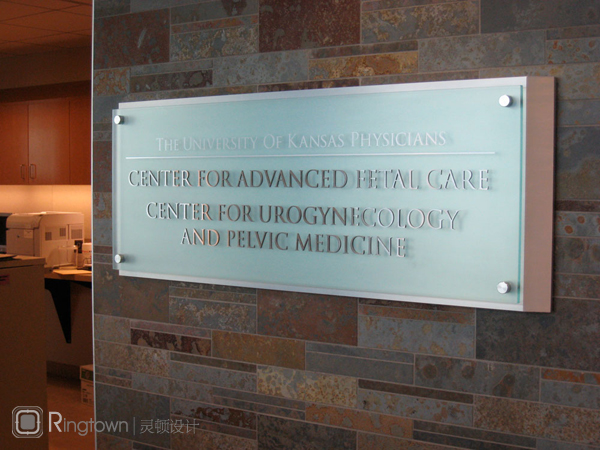 THE UNIVERSITY OF KANSAS PHYSICIANS
CENTER FOR ADVANCED FETAL CARE
CENTER FOR UROGYNECOLOGY
AND PELVIC MEDICINE
Ringtown | 灵顿设计